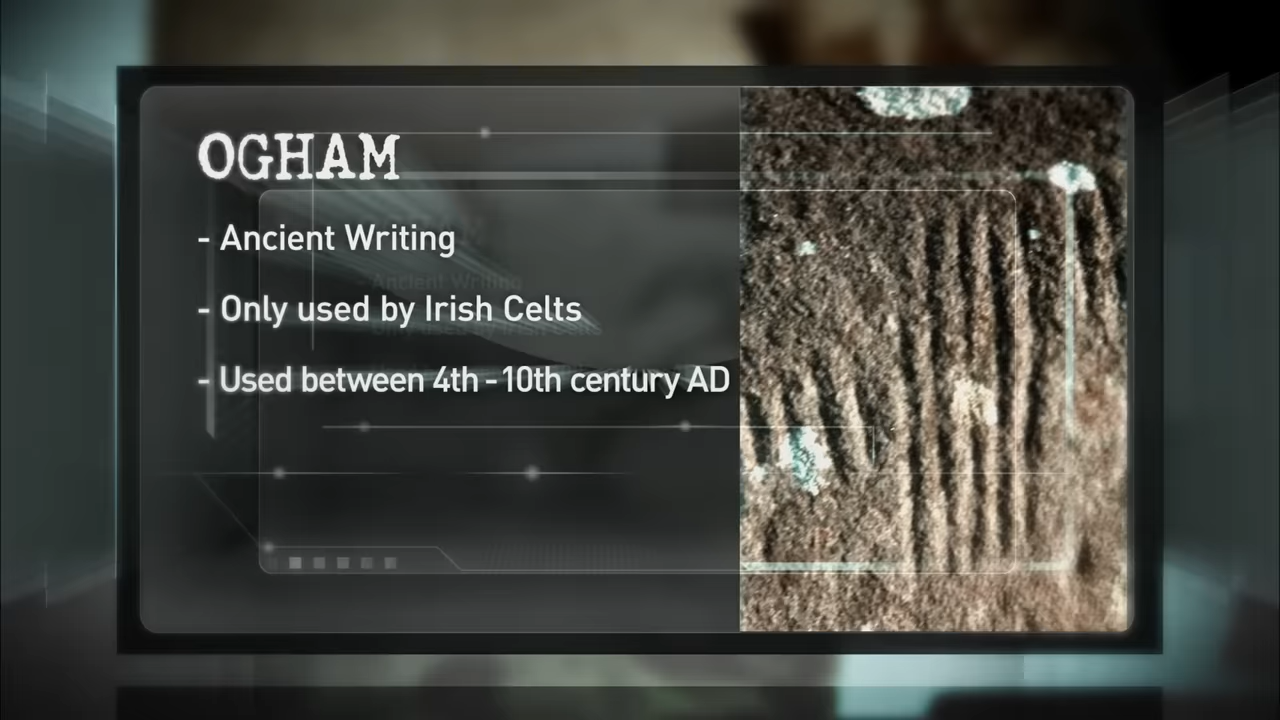 OGHAM
- Ancient Writing
- Only used by Irish Celts
- Used between 4th - 10th century AD